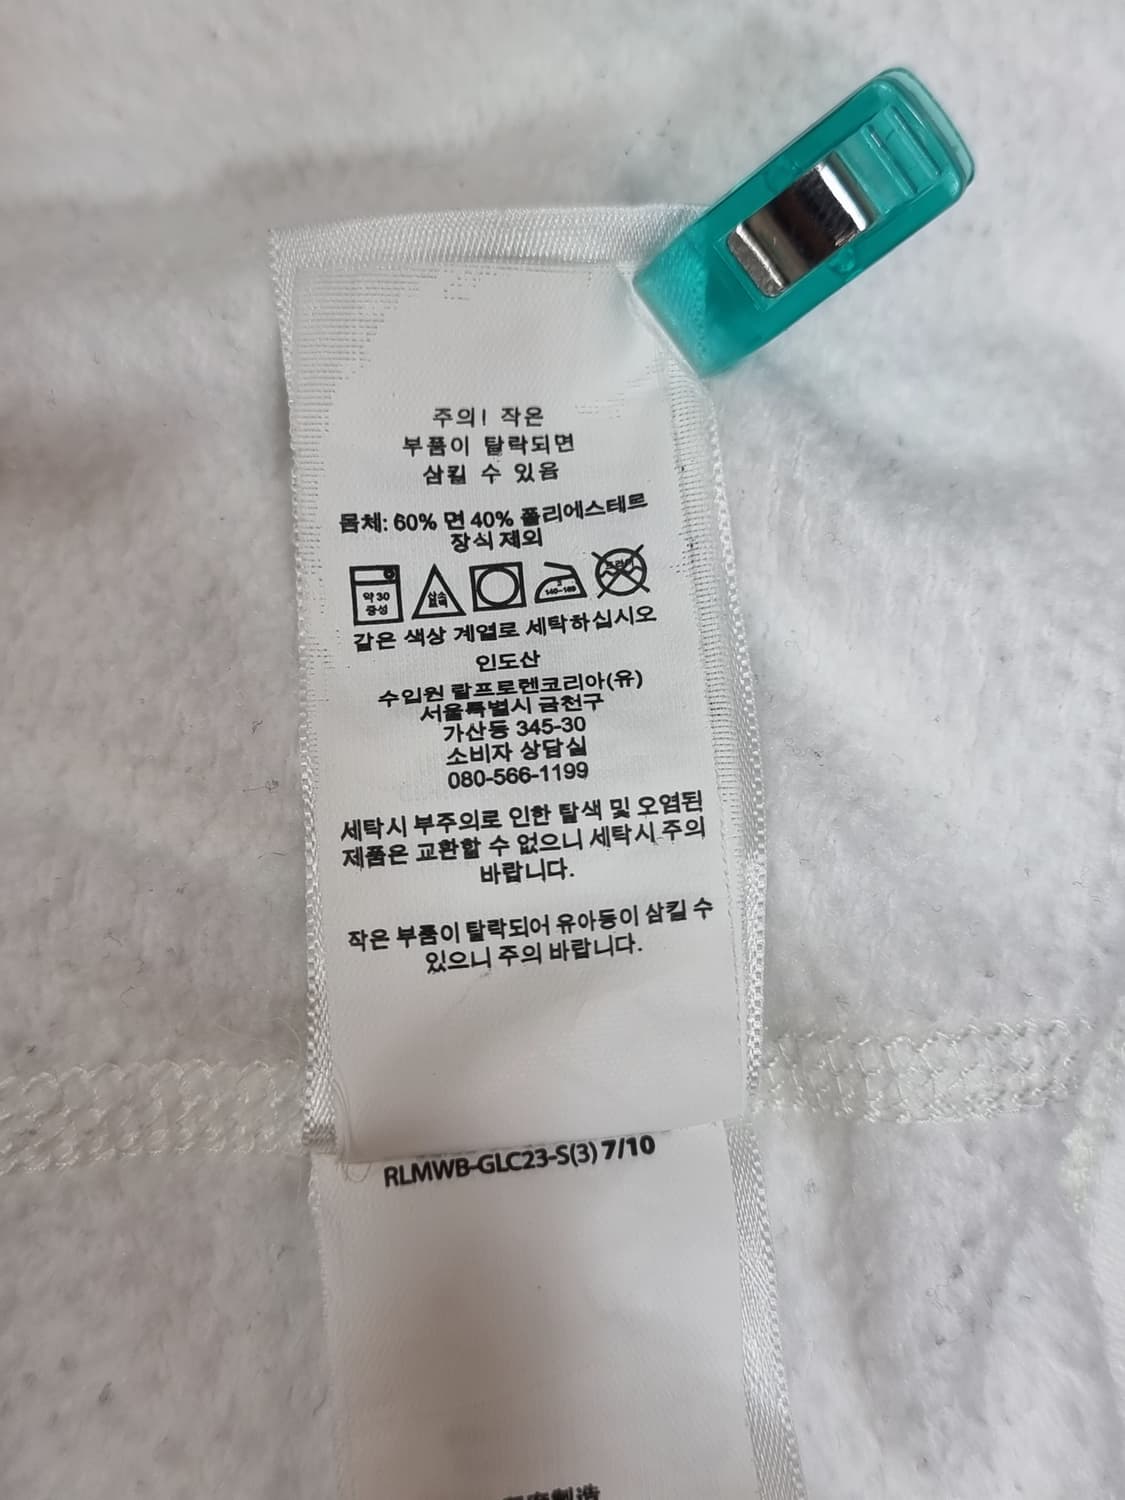 주의! 작은
부품이 탈락되면
삼킬 수 있음
몸체: 60% 면 40% 폴리에스테르
장식 제외
약 30
중성
140~160
같은 색상 계열로 세탁하십시오
인도산
수입원 랄프로렌코리아(유)
서울특별시 금천구
가산동 345-30
소비자 상담실
080-566-1199
세탁시 부주의로 인한 탈색 및 오염된
제품은 교환할 수 없으니 세탁시 주의
바랍니다.
작은 부품이 탈락되어 유아등이 삼킬 수
있으니 주의 바랍니다.
RLMWB-GLC23-S(3) 7/10